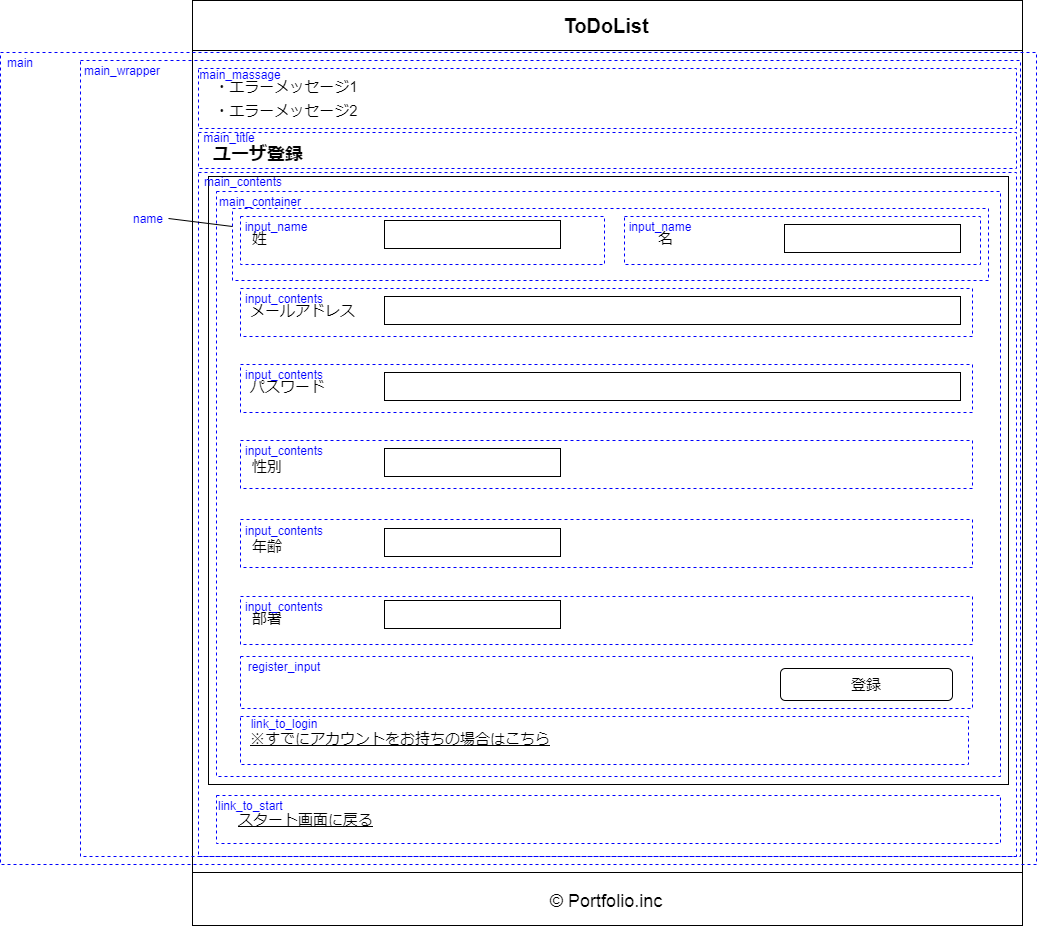 ToDoList
main
main_wrapper
main_massage
・エラーメッセージ1
・エラーメッセージ2
main_title
ユーザ登録
main_contents
main_container
name
input_name
姓
input_name
名
input_contents
メールアドレス
input_contents
パスワード
input_contents
性別
input_contents
年齢
input_contents
部署
register_input
登録
link_to_login
※すでにアカウントをお持ちの場合はこちら
link_to_start
スタート画面に戻る
© Portfolio.inc